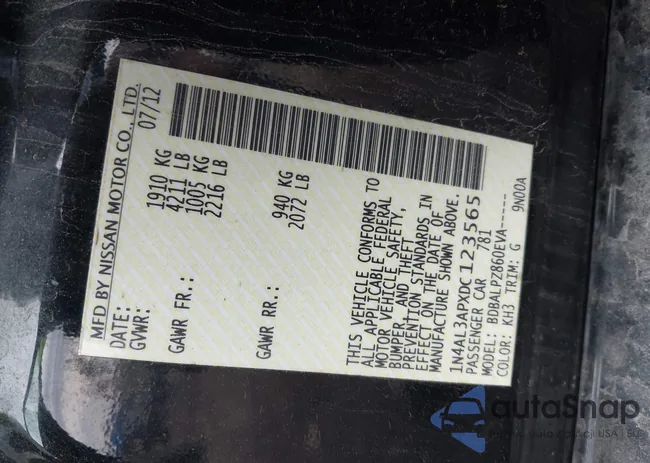 MFD BY NISSAN MOTOR CO., LTD.
DATE: 07/12
GVWR: 1910 KG
4211 LB
GAWR FR.: 1005 KG
2216 LB
GAWR RR.: 940 KG
2072 LB
THIS VEHICLE CONFORMS TO
ALL APPLICABLE FEDERAL
MOTOR VEHICLE SAFETY,
BUMPER, AND THEFT
PREVENTION STANDARDS IN
EFFECT ON THE DATE OF
MANUFACTURE SHOWN ABOVE.
1N4AL3APXDC123565
PASSENGER CAR 781
MODEL: BDBALP2860EVA-----
COLOR: KH3 TRIM: G 9N00A
autaSnap